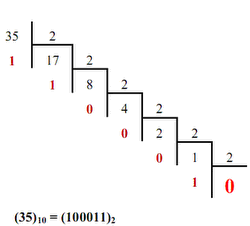 35 2
1 17 2
1 8 2
0 4 2
0 2 2
0 1 2
1 0
(35)₁₀ = (100011)₂